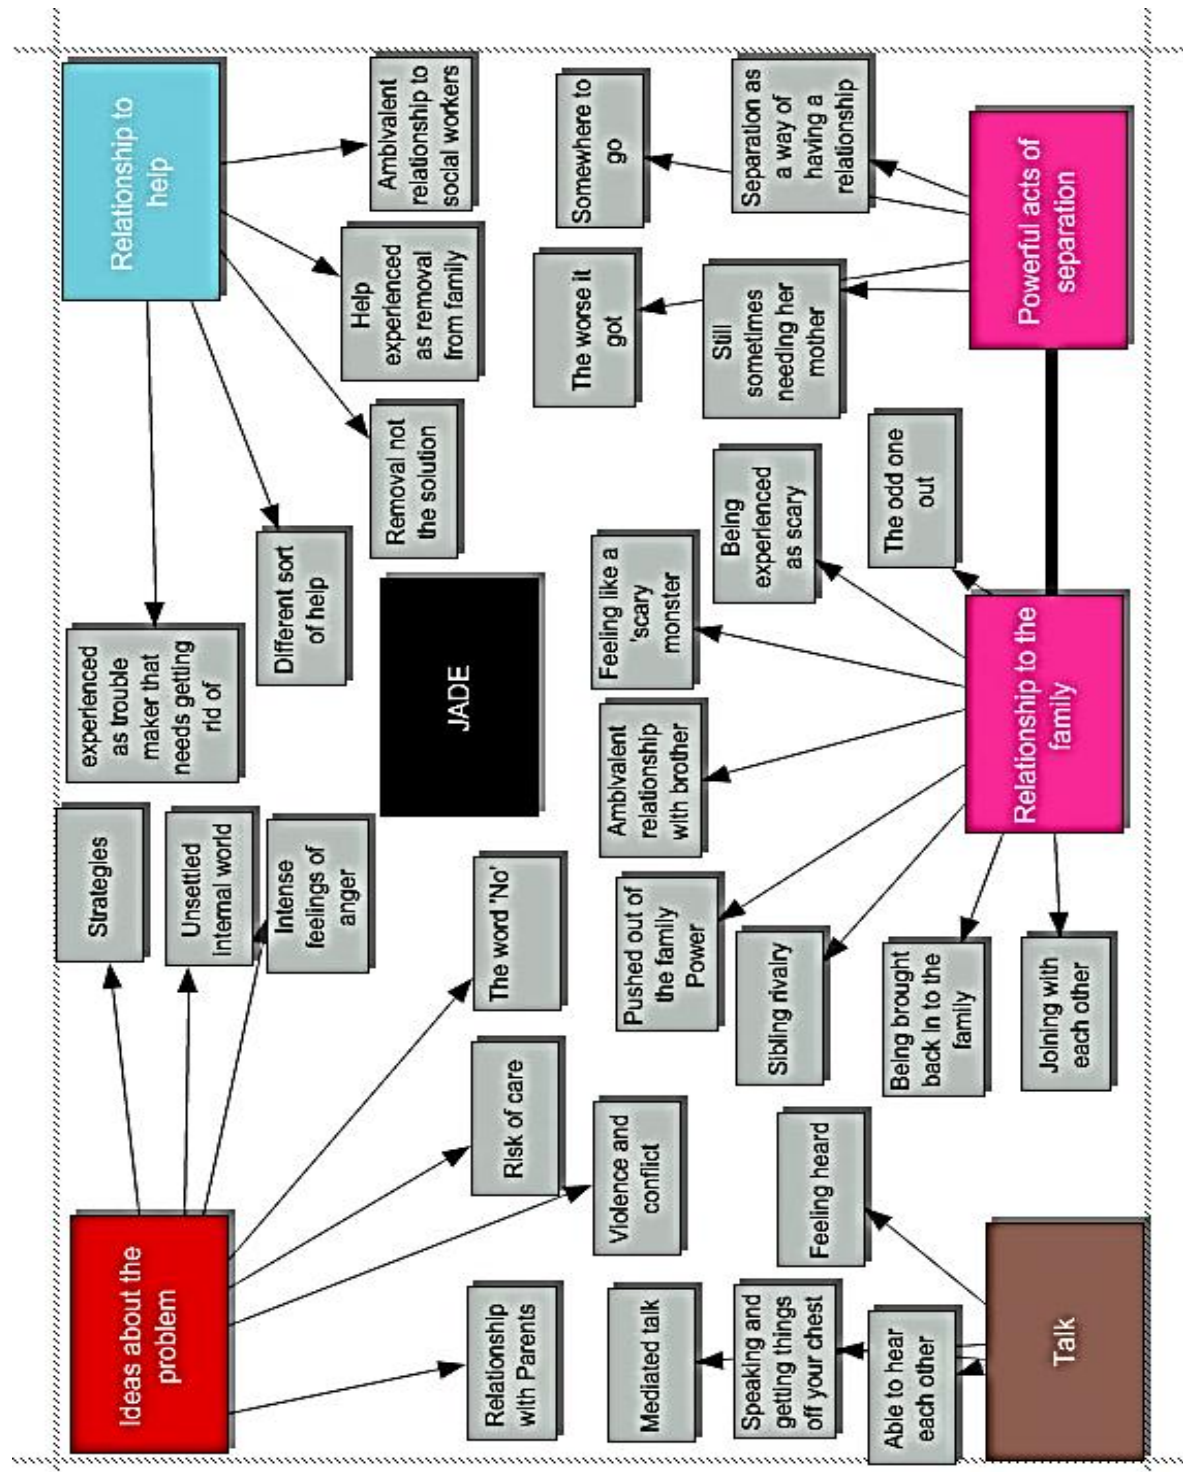 Ideas about the
problem
Strategies
Unsettled
internal world
Intense
feelings of
anger
experienced
as trouble
maker that
needs getting
rid of
Different sort
of help
Relationship to
help
Removal not
the solution
Help
experienced
as removal
from family
Ambivalent
relationship to
social workers
JADE
Relationship
with Parents
Risk of care
The word 'No'
Violence and
conflict
Mediated talk
Speaking and
getting things
off your chest
Able to hear
each other
Feeling heard
Talk
Pushed out of
the family
Power
Sibling rivalry
Being brought
back in to the
family
Joining with
each other
Ambivalent
relationship
with brother
Feeling like a
'scary
monster
Being
experienced
as scary
The odd one
out
Relationship to the
family
The worse it
got
Somewhere to
go
Still
sometimes
needing her
mother
Separation as
a way of
having a
relationship
Powerful acts of
separation